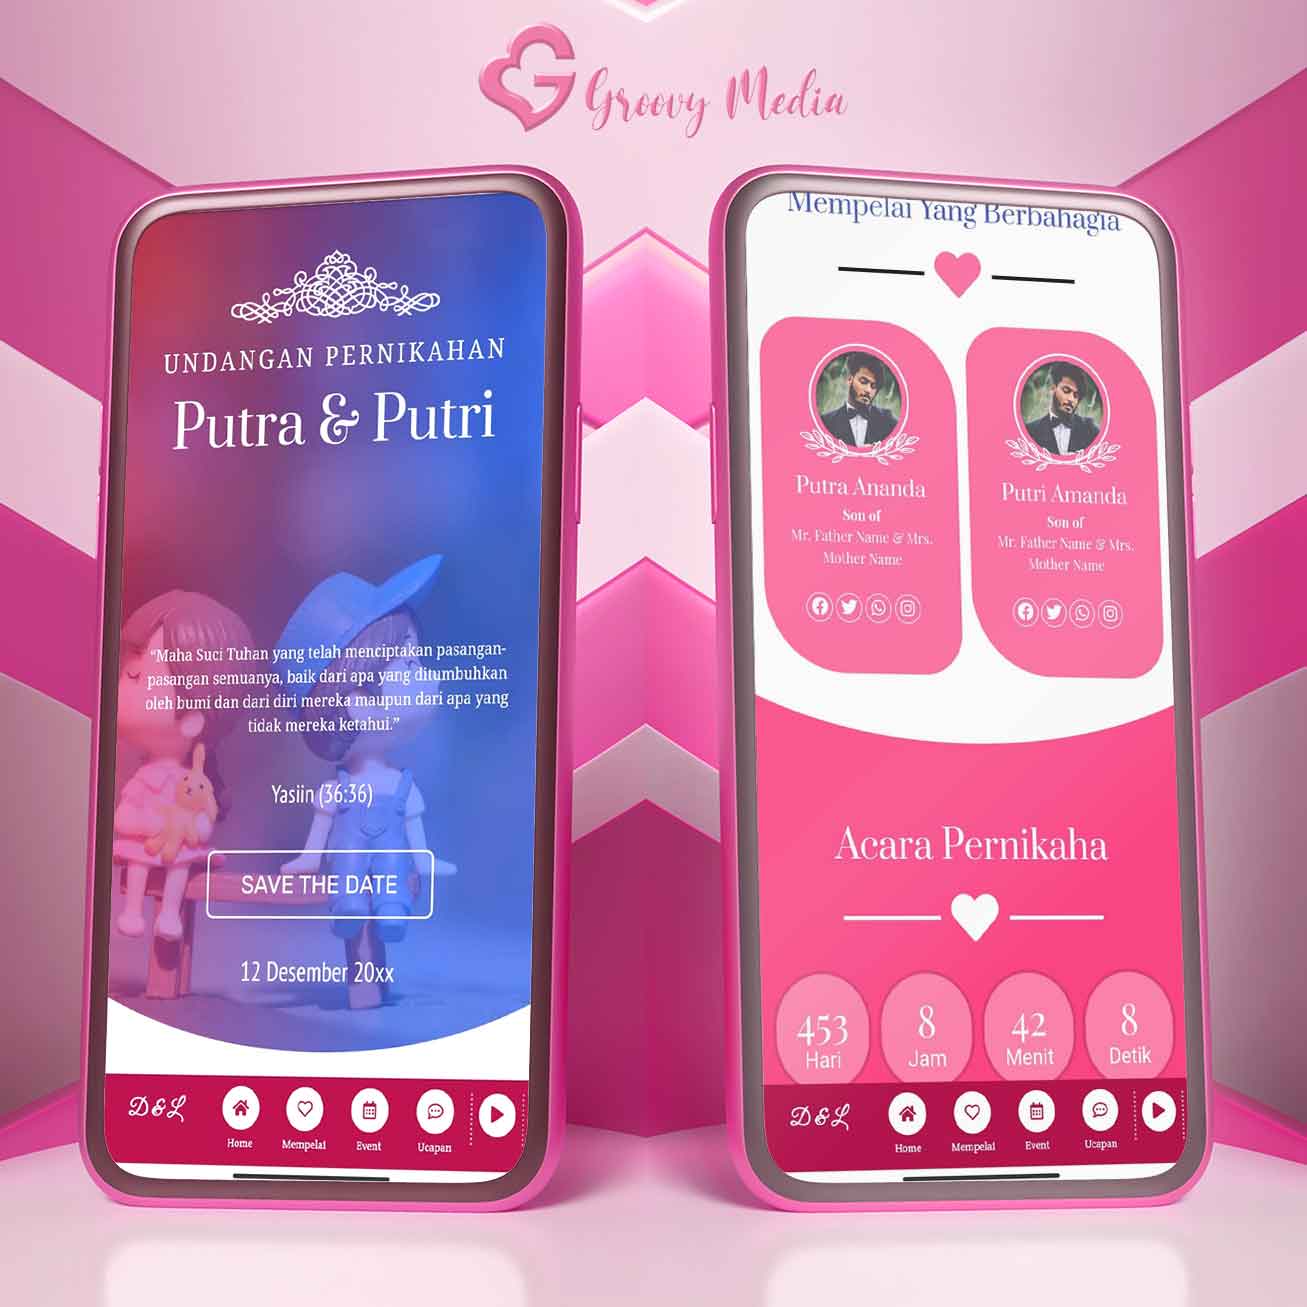 Groovy Media
UNDANGAN PERNIKAHAN
Putra & Putri
“Maha Suci Tuhan yang telah menciptakan pasangan-
pasangan semuanya, baik dari apa yang ditumbuhkan
oleh bumi dan dari diri mereka maupun dari apa yang
tidak mereka ketahui.”
Yasiin (36:36)
SAVE THE DATE
12 Desember 20xx
D&L
Home
Mempelai
Event
Ucapan
Mempelai Yang Berbahagia
Putra Ananda
Son of
Mr. Father Name & Mrs.
Mother Name
Putri Amanda
Son of
Mr. Father Name & Mrs.
Mother Name
Acara Pernikaha
453
Hari
8
Jam
42
Menit
8
Detik
D&L
Home
Mempelai
Event
Ucapan